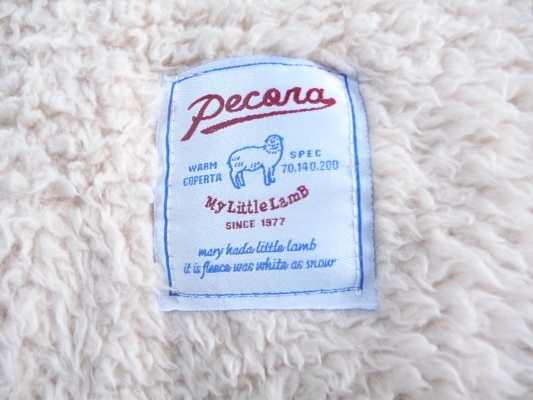 Pecora
WARM
COPERTA
SPEC
70.140.200
My Little LamB
SINCE 1977
mary hada little lamb
it is fleece was white as snow